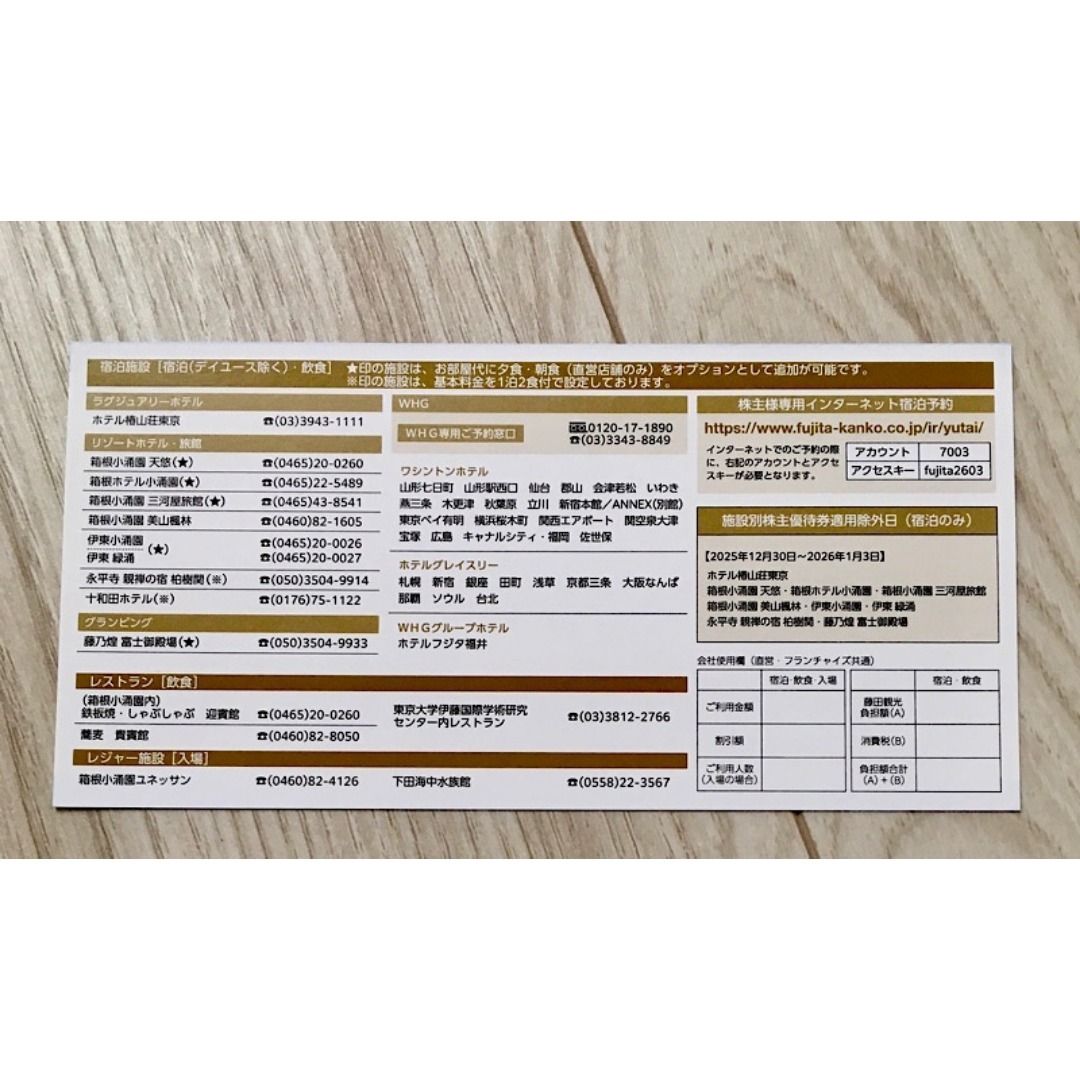 宿泊施設［宿泊（デイユース除く）・飲食］ ★印の施設は、お部屋代に夕食・朝食（直営店舗のみ）をオプションとして追加が可能です。
※印の施設は、基本料金を1泊2食付で設定しております。
ラグジュアリーホテル
ホテル椿山荘東京 ☎(03)3943-1111
リゾートホテル・旅館
箱根小涌園 天悠(★) ☎(0465)20-0260
箱根ホテル小涌園(★) ☎(0465)22-5489
箱根小涌園 三河屋旅館(★) ☎(0465)43-8541
箱根小涌園 美山楓林 ☎(0460)82-1605
伊東小涌園 (★) ☎(0465)20-0026
伊東 緑涌 ☎(0465)20-0027
永平寺 親禅の宿 柏樹関(※) ☎(050)3504-9914
十和田ホテル(※) ☎(0176)75-1122
グランピング
藤乃煌 富士御殿場(★) ☎(050)3504-9933
WHG
WHG専用ご予約窓口 0120-17-1890
☎(03)3343-8849
ワシントンホテル
山形七日町 山形駅西口 仙台 郡山 会津若松 いわき
燕三条 木更津 秋葉原 立川 新宿本館／ANNEX(別館)
東京ベイ有明 横浜桜木町 関西エアポート 関空泉大津
宝塚 広島 キャナルシティ・福岡 佐世保
ホテルグレイスリー
札幌 新宿 銀座 田町 浅草 京都三条 大阪なんば
那覇 ソウル 台北
WHGグループホテル
ホテルフジタ福井
レストラン［飲食］
(箱根小涌園内)
鉄板焼・しゃぶしゃぶ 迎賓館 ☎(0465)20-0260
蕎麦 貴賓館 ☎(0460)82-8050
東京大学伊藤国際学術研究
センター内レストラン ☎(03)3812-2766
レジャー施設［入場］
箱根小涌園ユネッサン ☎(0460)82-4126
下田海中水族館 ☎(0558)22-3567
株主様専用インターネット宿泊予約
https://www.fujita-kanko.co.jp/ir/yutai/
インターネットでのご予約の際
に、右記のアカウントとアクセ
スキーが必要となります。
アカウント 7003
アクセスキー fujita2603
施設別株主優待券適用除外日（宿泊のみ）
【2025年12月30日～2026年1月3日】
ホテル椿山荘東京
箱根小涌園 天悠・箱根ホテル小涌園・箱根小涌園 三河屋旅館
箱根小涌園 美山楓林・伊東小涌園・伊東 緑涌
永平寺 親禅の宿 柏樹関・藤乃煌 富士御殿場
会社使用欄（直営・フランチャイズ共通）
宿泊・飲食・入場
ご利用金額
割引額
ご利用人数
(入場の場合)
宿泊・飲食
藤田観光
負担額(A)
消費税(B)
負担額合計
(A)＋(B)